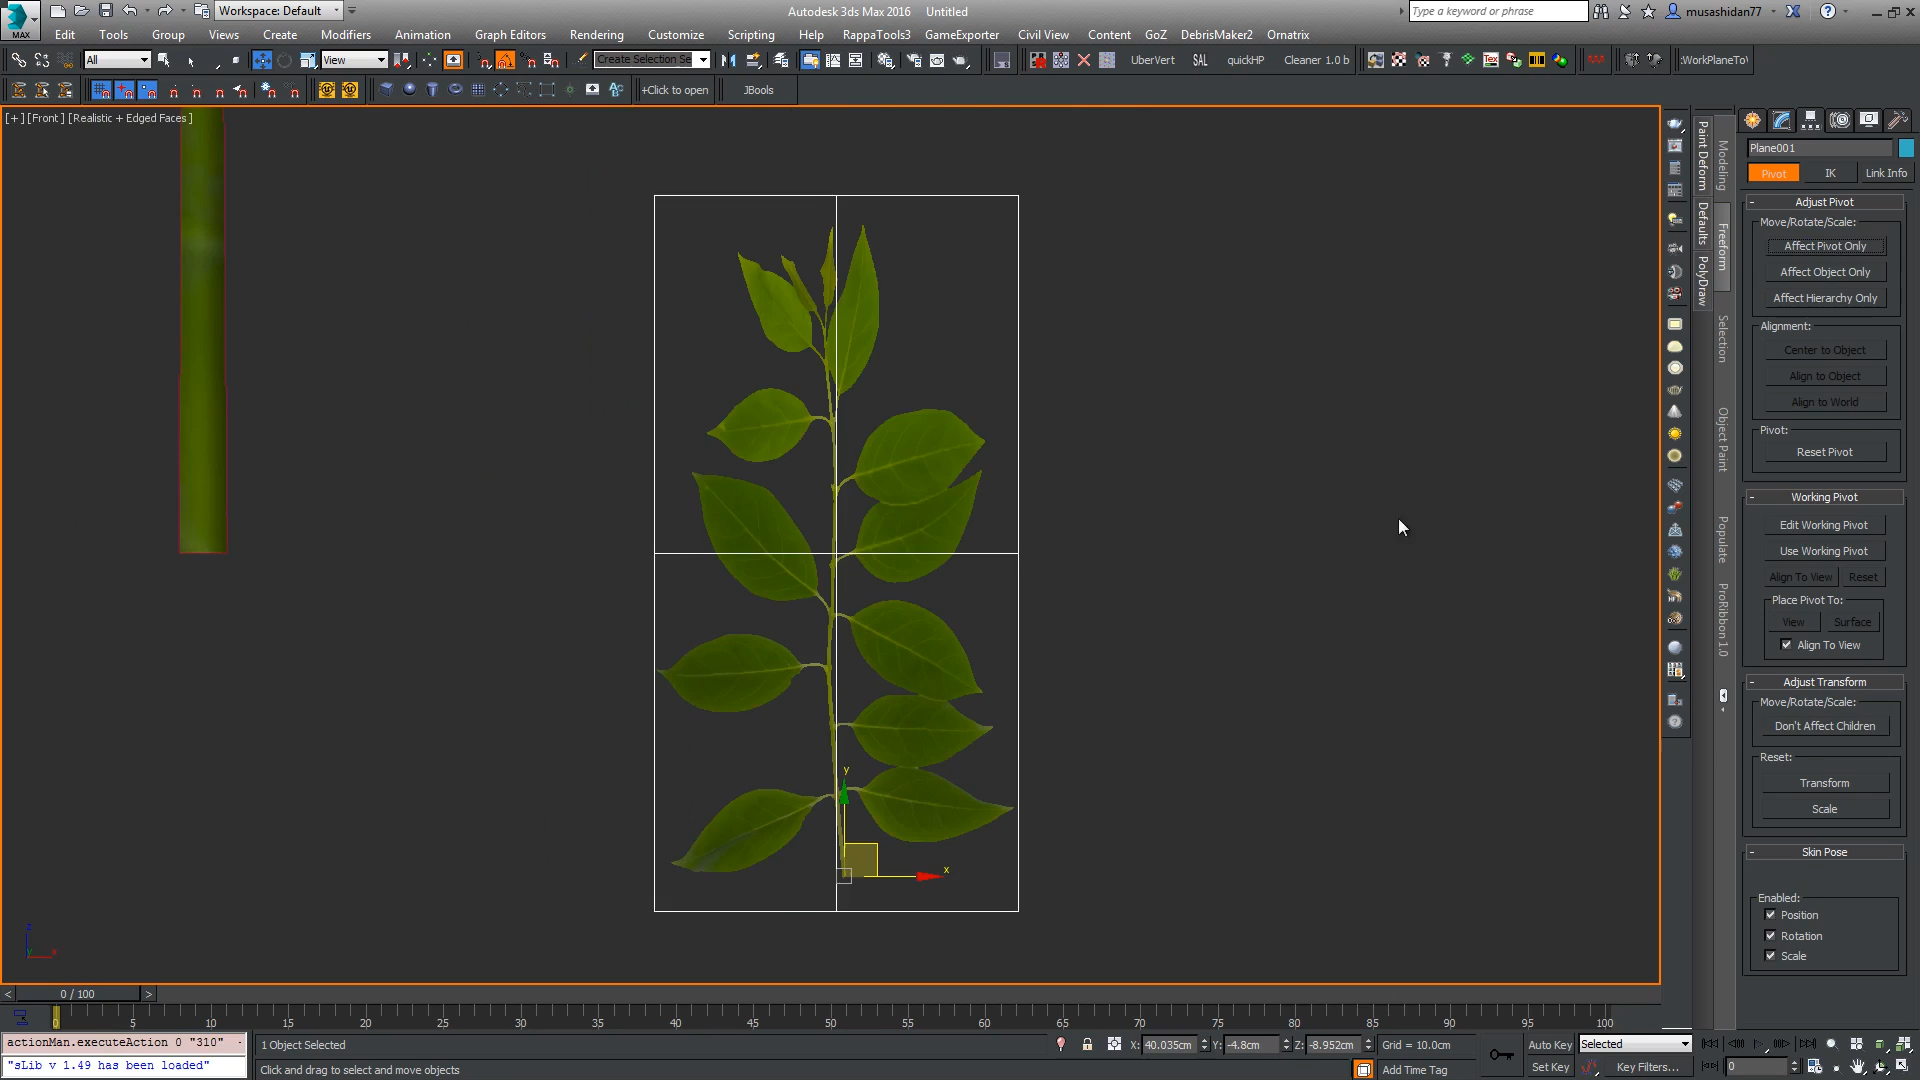 Workspace: Default
Autodesk 3ds Max 2016    Untitled
Type a keyword or phrase
musashidan77
MAX
Edit Tools Group Views Create Modifiers Animation Graph Editors Rendering Customize Scripting Help RappaTools3 GameExporter Civil View Content GoZ DebrisMaker2 Ornatrix
All
View
Create Selection Se
UberVert SAL quickHP Cleaner 1.0 b
:WorkPlaneTo\
+Click to open
JBools
[+] [Front] [Realistic + Edged Faces]
Paint Deform
Defaults
PolyDraw
Modeling
Freeform
Selection
Object Paint
Populate
ProRibbon 1.0
Plane001
Pivot IK Link Info
- Adjust Pivot
Move/Rotate/Scale:
Affect Pivot Only
Affect Object Only
Affect Hierarchy Only
Alignment:
Center to Object
Align to Object
Align to World
Pivot:
Reset Pivot
- Working Pivot
Edit Working Pivot
Use Working Pivot
Align To View Reset
Place Pivot To:
View Surface
Align To View
- Adjust Transform
Move/Rotate/Scale:
Don't Affect Children
Reset:
Transform
Scale
- Skin Pose
Enabled:
Position
Rotation
Scale
y
x
z
x
< 0 / 100 >
0 5 10 15 20 25 30 35 40 45 50 55 60 65 70 75 80 85 90 95 100
actionMan.executeAction 0 "310" -
"sLib v 1.49 has been loaded"
1 Object Selected
Click and drag to select and move objects
X: 40.035cm Y: -4.8cm Z: -8.952cm Grid = 10.0cm
Add Time Tag
Auto Key Selected
Set Key Key Filters...
0